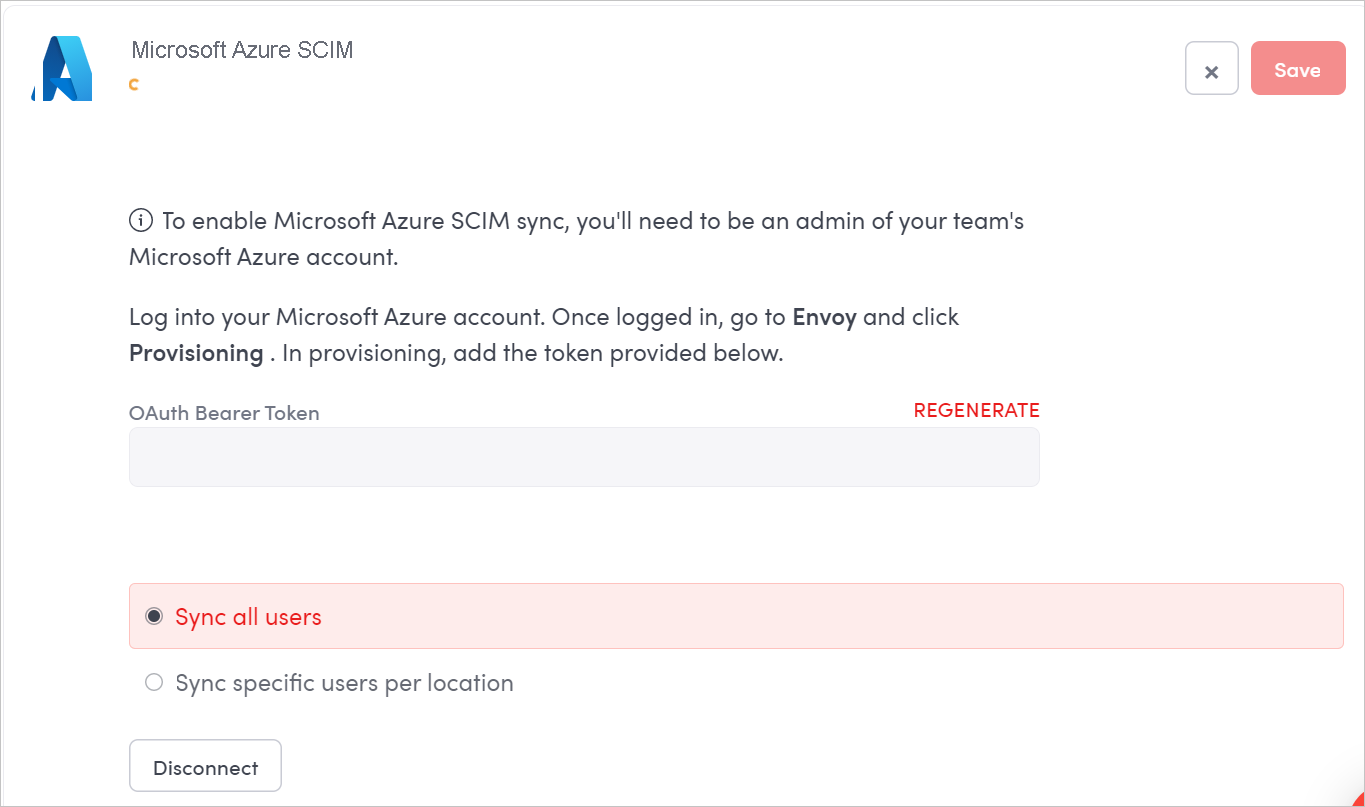 Microsoft Azure SCIM
c
×
Save
To enable Microsoft Azure SCIM sync, you'll need to be an admin of your team's
Microsoft Azure account.
Log into your Microsoft Azure account. Once logged in, go to Envoy and click
Provisioning . In provisioning, add the token provided below.
OAuth Bearer Token
REGENERATE
Sync all users
Sync specific users per location
Disconnect